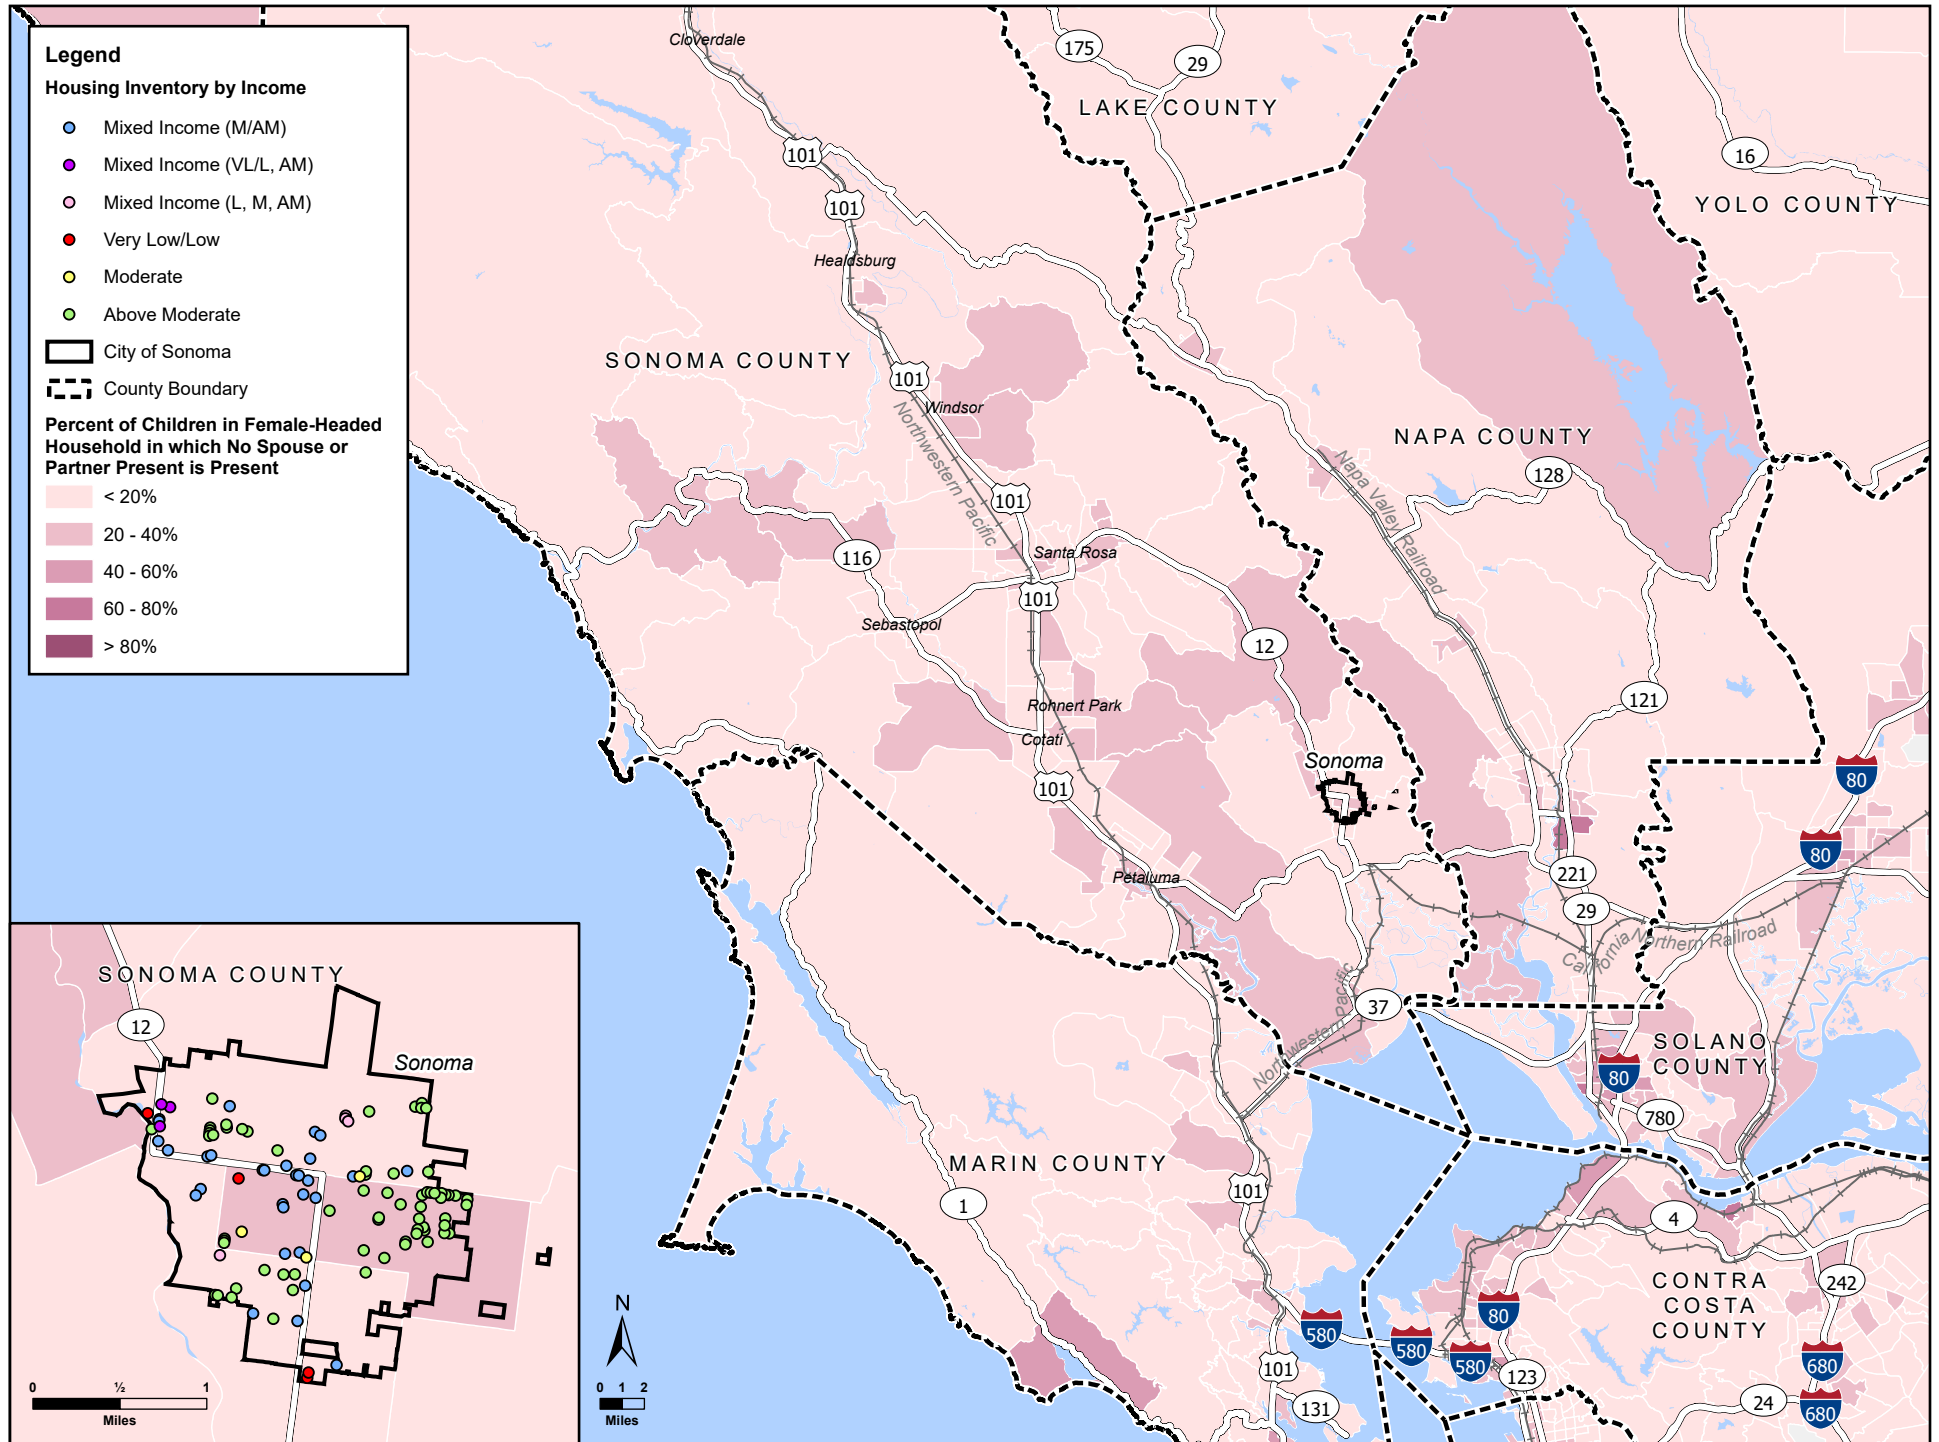 Legend
Housing Inventory by Income
Mixed Income (M/AM)
Mixed Income (VL/L, AM)
Mixed Income (L, M, AM)
Very Low/Low
Moderate
Above Moderate
City of Sonoma
County Boundary
Percent of Children in Female-Headed
Household in which No Spouse or
Partner Present is Present
< 20%
20 - 40%
40 - 60%
60 - 80%
> 80%
Cloverdale
175
29
LAKE COUNTY
101
16
YOLO COUNTY
101
Healdsburg
SONOMA COUNTY
101
Windsor
Northwestern Pacific
NAPA COUNTY
Napa Valley Railroad
128
101
116
Santa Rosa
101
Sebastopol
12
121
Rohnert Park
Cotati
101
Sonoma
80
80
Petaluma
221
29
California Northern Railroad
37
Northwestern Pacific
SOLANO
COUNTY
80
780
MARIN COUNTY
101
1
4
CONTRA
COSTA
COUNTY
242
80
580
580
580
680
101
123
131
24
680
SONOMA COUNTY
12
Sonoma
0 ½ 1
Miles
N
0 1 2
Miles